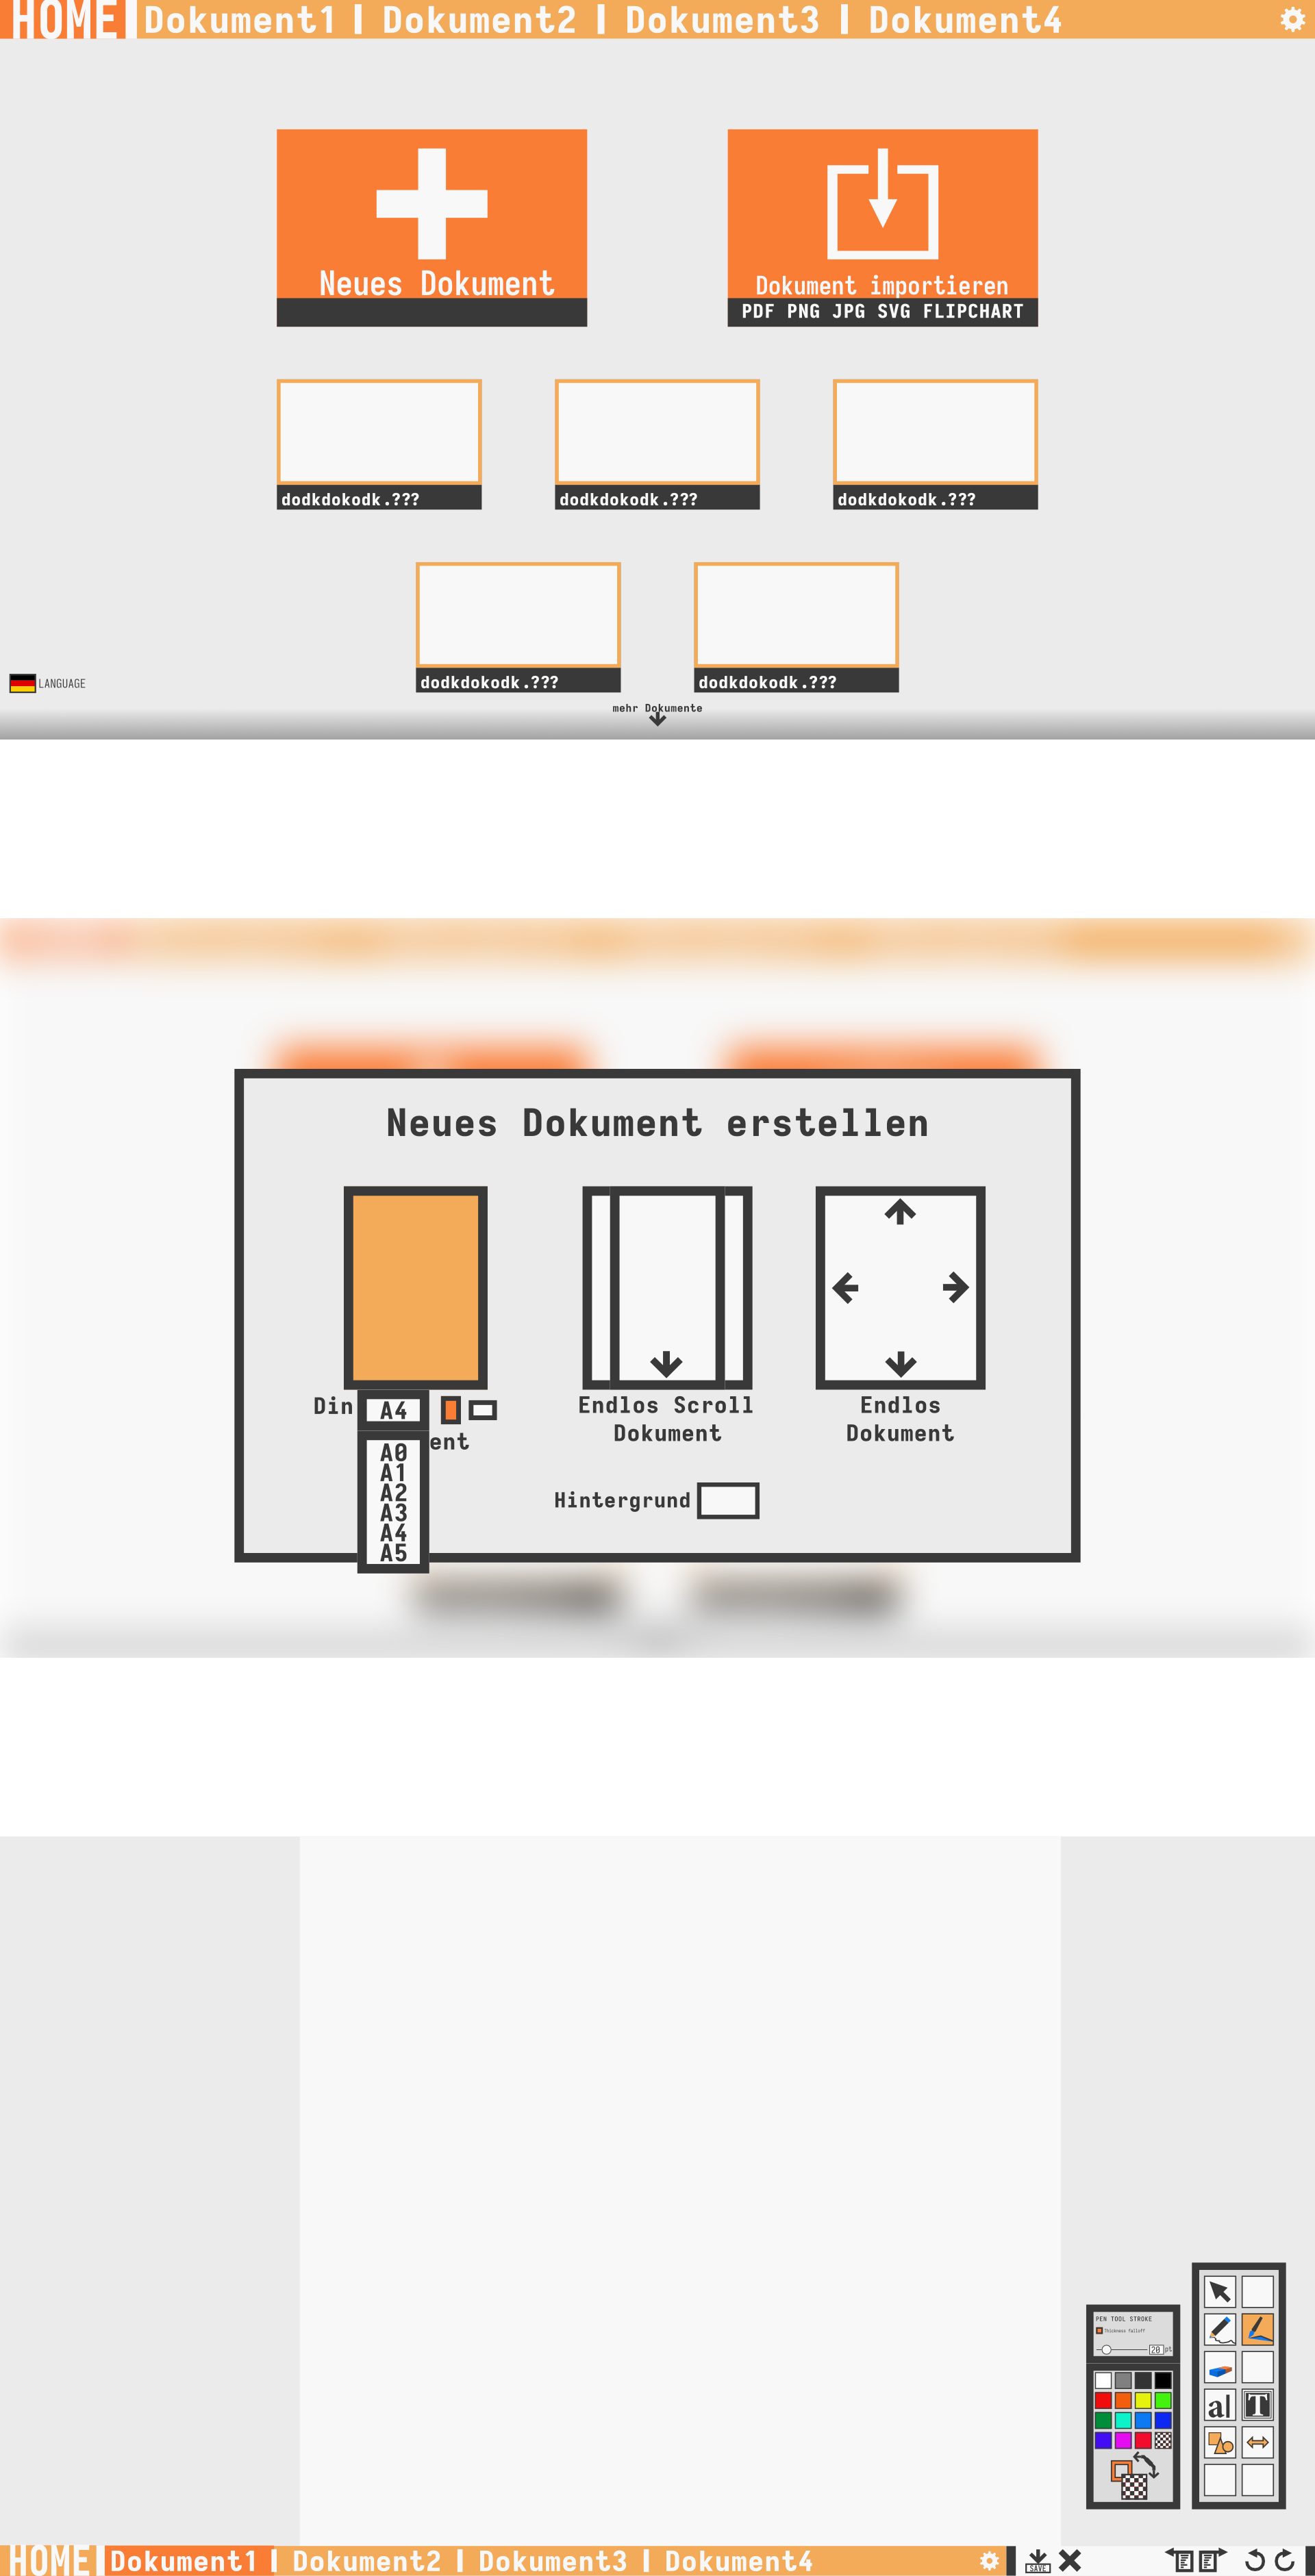 HOME Dokument1 | Dokument2 | Dokument3 | Dokument4
Neues Dokument
Dokument importieren
PDF PNG JPG SVG FLIPCHART
dodkdokodk.???
dodkdokodk.???
dodkdokodk.???
dodkdokodk.???
dodkdokodk.???
LANGUAGE
mehr Dokumente
Neues Dokument erstellen
Din A4
ent
A0
A1
A2
A3
A4
A5
Endlos Scroll
Dokument
Endlos
Dokument
Hintergrund
PEN TOOL STROKE
Thickness falloff
20 pt
a
T
HOME Dokument1 | Dokument2 | Dokument3 | Dokument4
SAVE